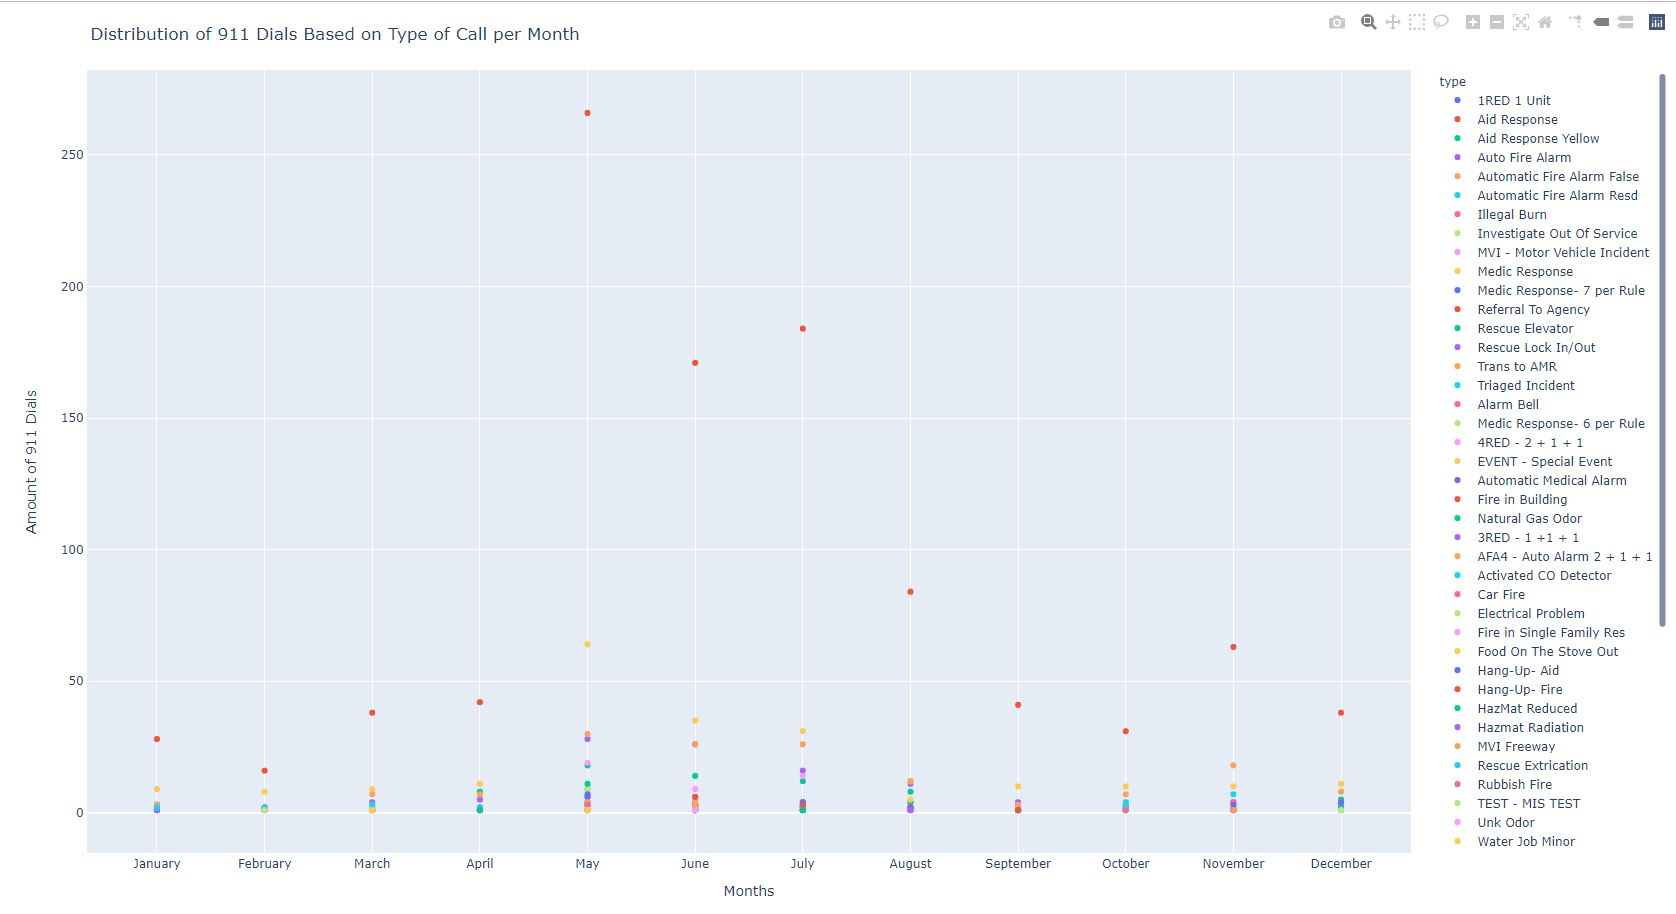 Distribution of 911 Dials Based on Type of Call per Month
Amount of 911 Dials
250
200
150
100
50
0
January February March April May June July August September October November December
Months
type
1RED 1 Unit
Aid Response
Aid Response Yellow
Auto Fire Alarm
Automatic Fire Alarm False
Automatic Fire Alarm Resd
Illegal Burn
Investigate Out Of Service
MVI - Motor Vehicle Incident
Medic Response
Medic Response- 7 per Rule
Referral To Agency
Rescue Elevator
Rescue Lock In/Out
Trans to AMR
Triaged Incident
Alarm Bell
Medic Response- 6 per Rule
4RED - 2 + 1 + 1
EVENT - Special Event
Automatic Medical Alarm
Fire in Building
Natural Gas Odor
3RED - 1 +1 + 1
AFA4 - Auto Alarm 2 + 1 + 1
Activated CO Detector
Car Fire
Electrical Problem
Fire in Single Family Res
Food On The Stove Out
Hang-Up- Aid
Hang-Up- Fire
HazMat Reduced
Hazmat Radiation
MVI Freeway
Rescue Extrication
Rubbish Fire
TEST - MIS TEST
Unk Odor
Water Job Minor